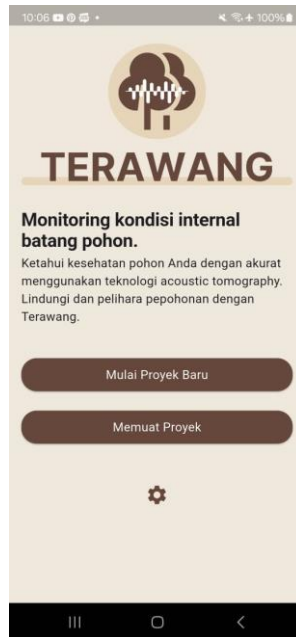 10:06
100%
TERAWANG
Monitoring kondisi internal
batang pohon.
Ketahui kesehatan pohon Anda dengan akurat
menggunakan teknologi acoustic tomography.
Lindungi dan pelihara pepohonan dengan
Terawang.
Mulai Proyek Baru
Memuat Proyek